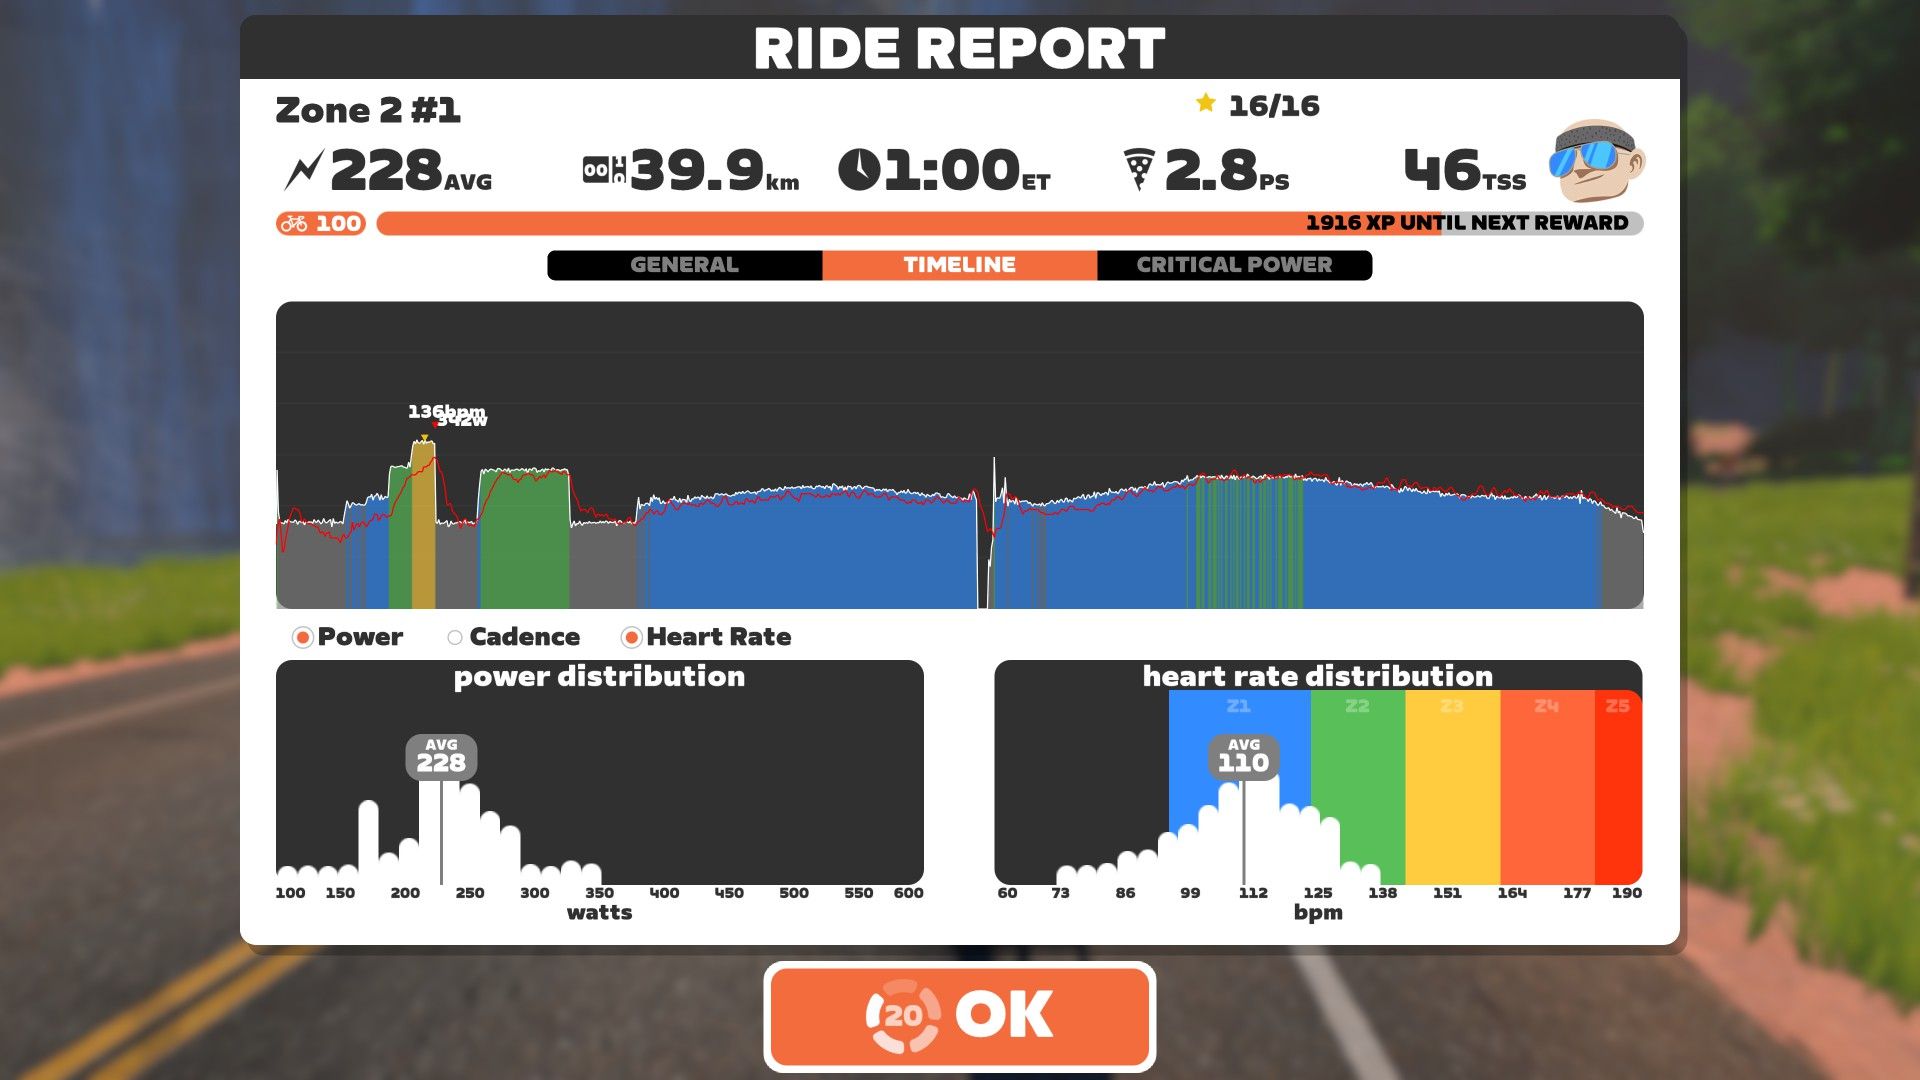 RIDE REPORT
Zone 2 #1
16/16
228AVG
39.9km
1:00ET
2.8PS
46TSS
100
1916 XP UNTIL NEXT REWARD
GENERAL
TIMELINE
CRITICAL POWER
136bpm
342w
Power
Cadence
Heart Rate
power distribution
AVG
228
100 150 200 250 300 350 400 450 500 550 600
watts
heart rate distribution
Z1 Z2 Z3 Z4 Z5
AVG
110
60 73 86 99 112 125 138 151 164 177 190
bpm
20 OK